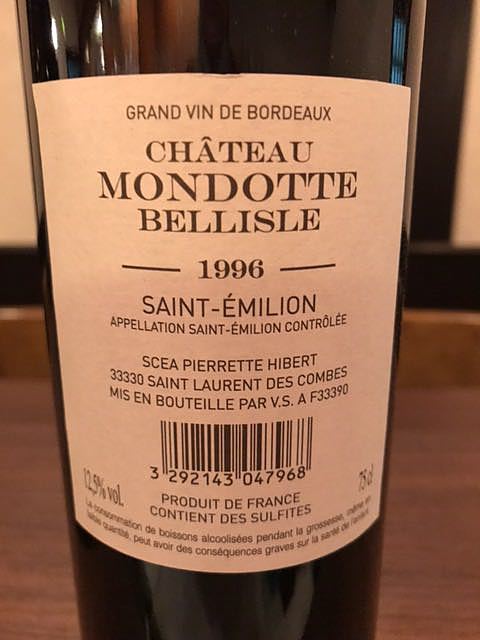 GRAND VIN DE BORDEAUX
CHÂTEAU
MONDOTTE
BELLISLE
1996
SAINT-ÉMILION
APPELLATION SAINT-ÉMILION CONTRÔLÉE
SCEA PIERRETTE HIBERT
33330 SAINT LAURENT DES COMBES
MIS EN BOUTEILLE PAR V.S. A F33390
3 292143 047968
12,5% vol.
75 cl
PRODUIT DE FRANCE
CONTIENT DES SULFITES
La consommation de boissons alcoolisées pendant la grossesse, même en
faible quantité, peut avoir des conséquences graves sur la santé de l'enfant.